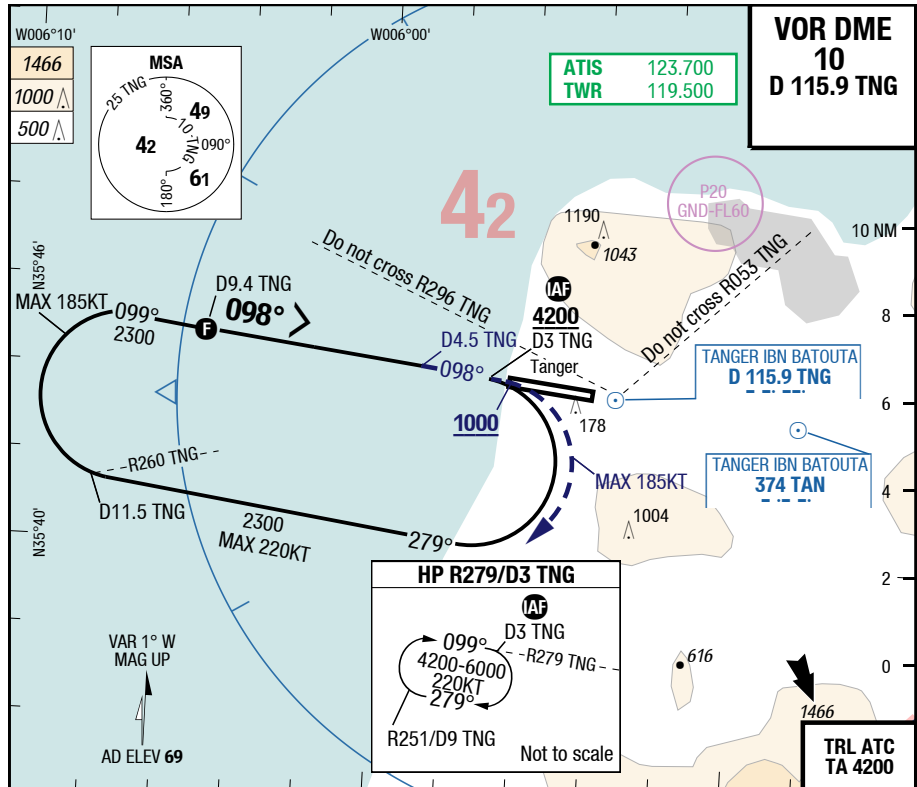 W006°10'
W006°00'
VOR DME
10
D 115.9 TNG
1466
1000
500
MSA
25 TNG
360°
49
10 TNG
42
090°
61
180°
ATIS 123.700
TWR 119.500
42
P20
GND-FL60
1190
1043
10 NM
N35°46'
Do not cross R296 TNG
Do not cross R053 TNG
D9.4 TNG
MAX 185KT
099°
2300
F
098°
IAF
4200
D3 TNG
8
D4.5 TNG
098°
Tánger
TANGER IBN BATOUTA
D 115.9 TNG
1000
178
6
R260 TNG
MAX 185KT
TANGER IBN BATOUTA
374 TAN
D11.5 TNG
4
2300
MAX 220KT
279°
1004
N35°40'
HP R279/D3 TNG
IAF
D3 TNG
099°
R279 TNG
4200-6000
220KT
279°
R251/D9 TNG
Not to scale
2
616
0
VAR 1° W
MAG UP
AD ELEV 69
1466
TRL ATC
TA 4200